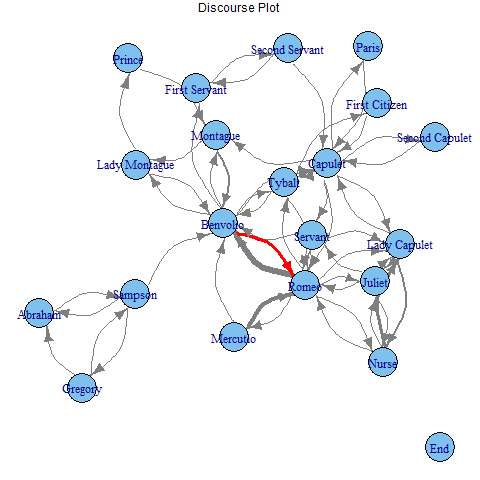 Discourse Plot
Second Servant
Paris
Prince
First Servant
First Citizen
Montague
Second Capulet
Lady Montague
Capulet
Tybalt
Benvolio
Servant
Lady Capulet
Romeo
Juliet
Sampson
Abraham
Mercutio
Nurse
Gregory
End